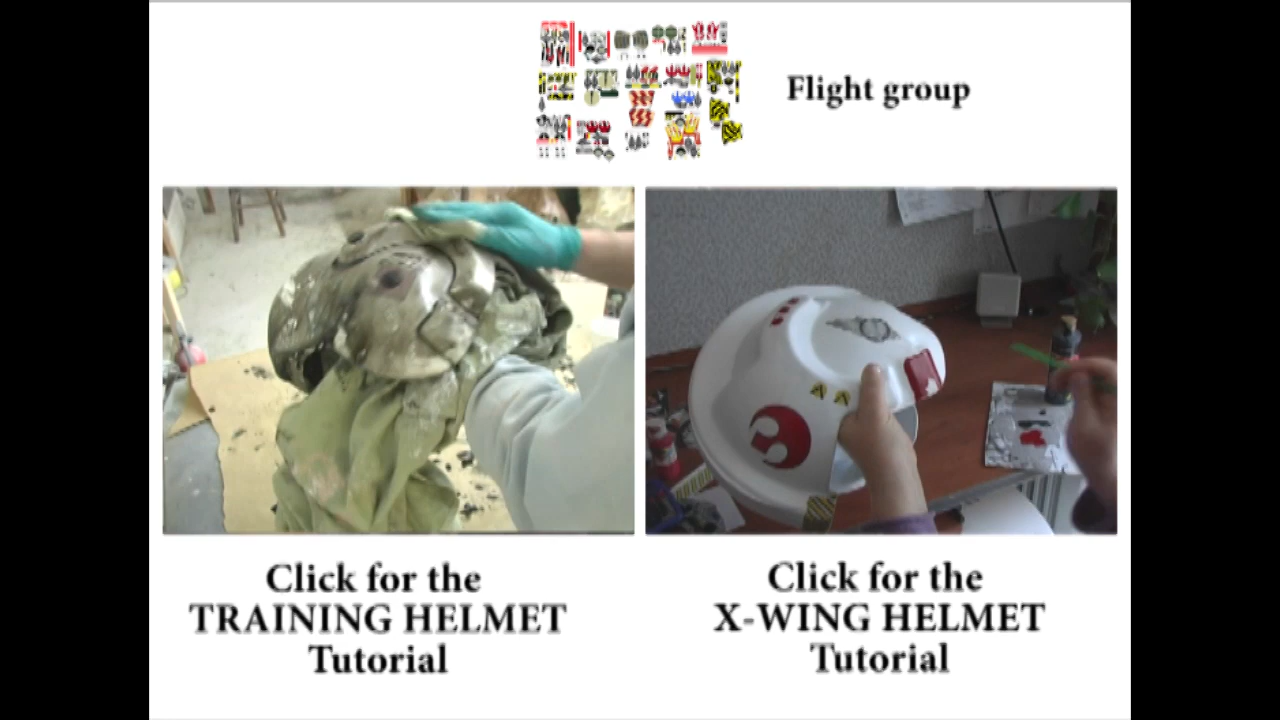 Flight group
Click for the
TRAINING HELMET
Tutorial
Click for the
X-WING HELMET
Tutorial